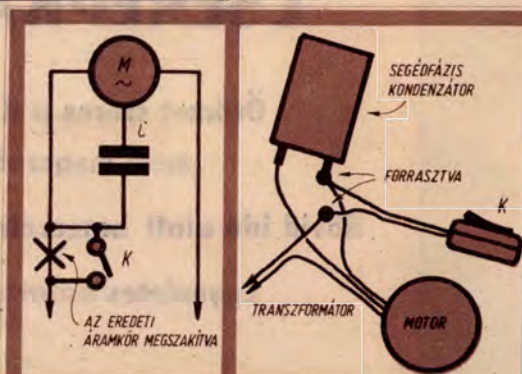 M
~
C
K
AZ EREDETI
ÁRAMKÖR MEGSZAKÍTVA
SEGÉDFÁZIS
KONDENZÁTOR
FORRASZTVA
K
TRANSZFORMÁTOR
MOTOR